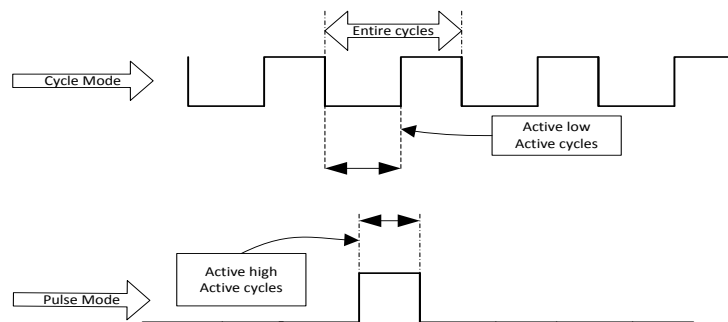 Entire cycles
Cycle Mode
Active low
Active cycles
Active high
Active cycles
Pulse Mode